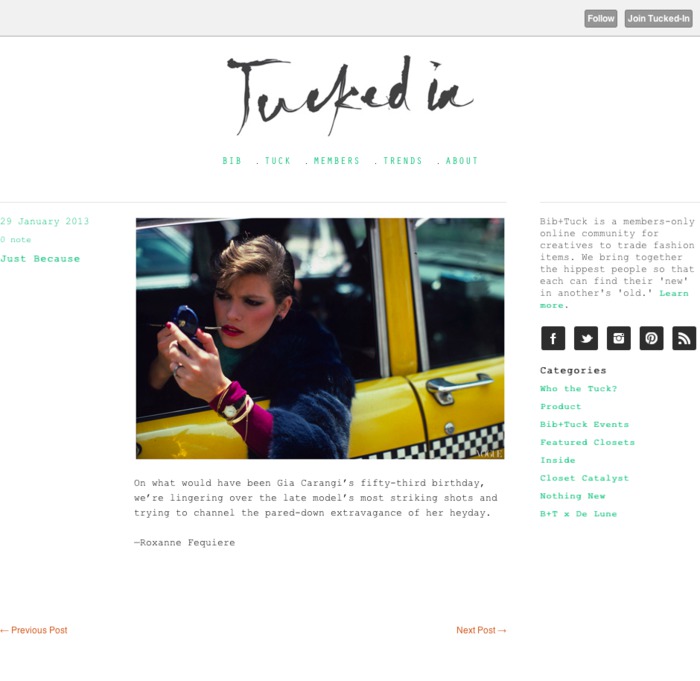 Follow
Join Tucked-In
Tucked in
BIB . TUCK . MEMBERS . TRENDS . ABOUT
29 January 2013
0 note
Just Because
VOGUE
On what would have been Gia Carangi’s fifty-third birthday,
we’re lingering over the late model’s most striking shots and
trying to channel the pared-down extravagance of her heyday.
—Roxanne Fequiere
← Previous Post
Next Post →
Bib+Tuck is a members-only
online community for
creatives to trade fashion
items. We bring together
the hippest people so that
each can find their 'new'
in another's 'old.' Learn
more.
Categories
Who the Tuck?
Product
Bib+Tuck Events
Featured Closets
Inside
Closet Catalyst
Nothing New
B+T x De Lune